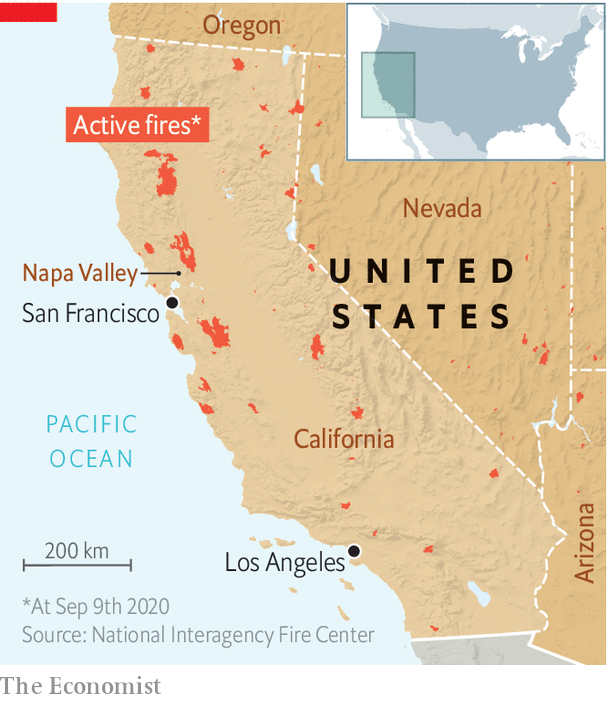 Oregon
Active fires*
Nevada
Napa Valley
UNITED
STATES
San Francisco
PACIFIC
OCEAN
California
Arizona
200 km
Los Angeles
*At Sep 9th 2020
Source: National Interagency Fire Center
The Economist